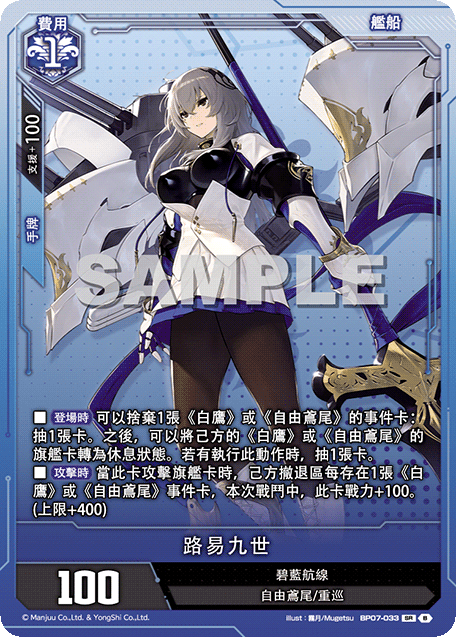 費用
1
艦船
支援+100
手牌
SAMPLE
■ 登場時 可以捨棄1張《白鷹》或《自由鳶尾》的事件卡：
抽1張卡。之後，可以將己方的《白鷹》或《自由鳶尾》的
旗艦卡轉為休息狀態。若有執行此動作時，抽1張卡。
■ 攻擊時 當此卡攻擊旗艦卡時，己方撤退區每存在1張《白
鷹》或《自由鳶尾》事件卡，本次戰鬥中，此卡戰力+100。
(上限+400)
路易九世
100
碧藍航線
自由鳶尾/重巡
© Manjuu Co.,Ltd. & YongShi Co.,Ltd.
illust：霧月/Mugetsu BP07-033 SR B